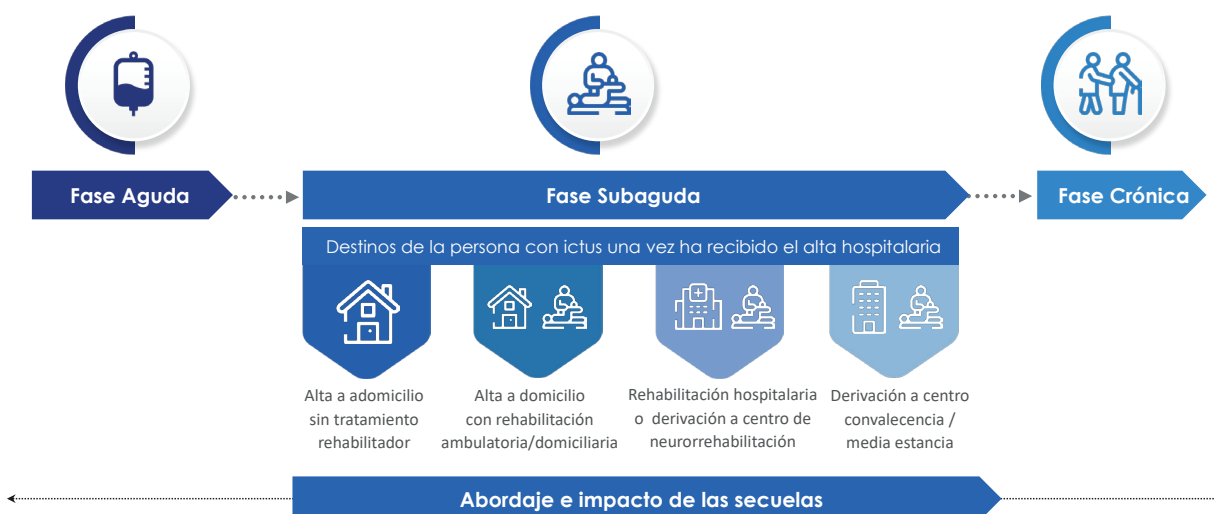 Fase Aguda
Fase Subaguda
Fase Crónica
Destinos de la persona con ictus una vez ha recibido el alta hospitalaria
Alta a adomicilio
sin tratamiento
rehabilitador
Alta a domicilio
con rehabilitación
ambulatoria/domiciliaria
Rehabilitación hospitalaria
o derivación a centro de
neurorrehabilitación
Derivación a centro
convalecencia /
media estancia
Abordaje e impacto de las secuelas